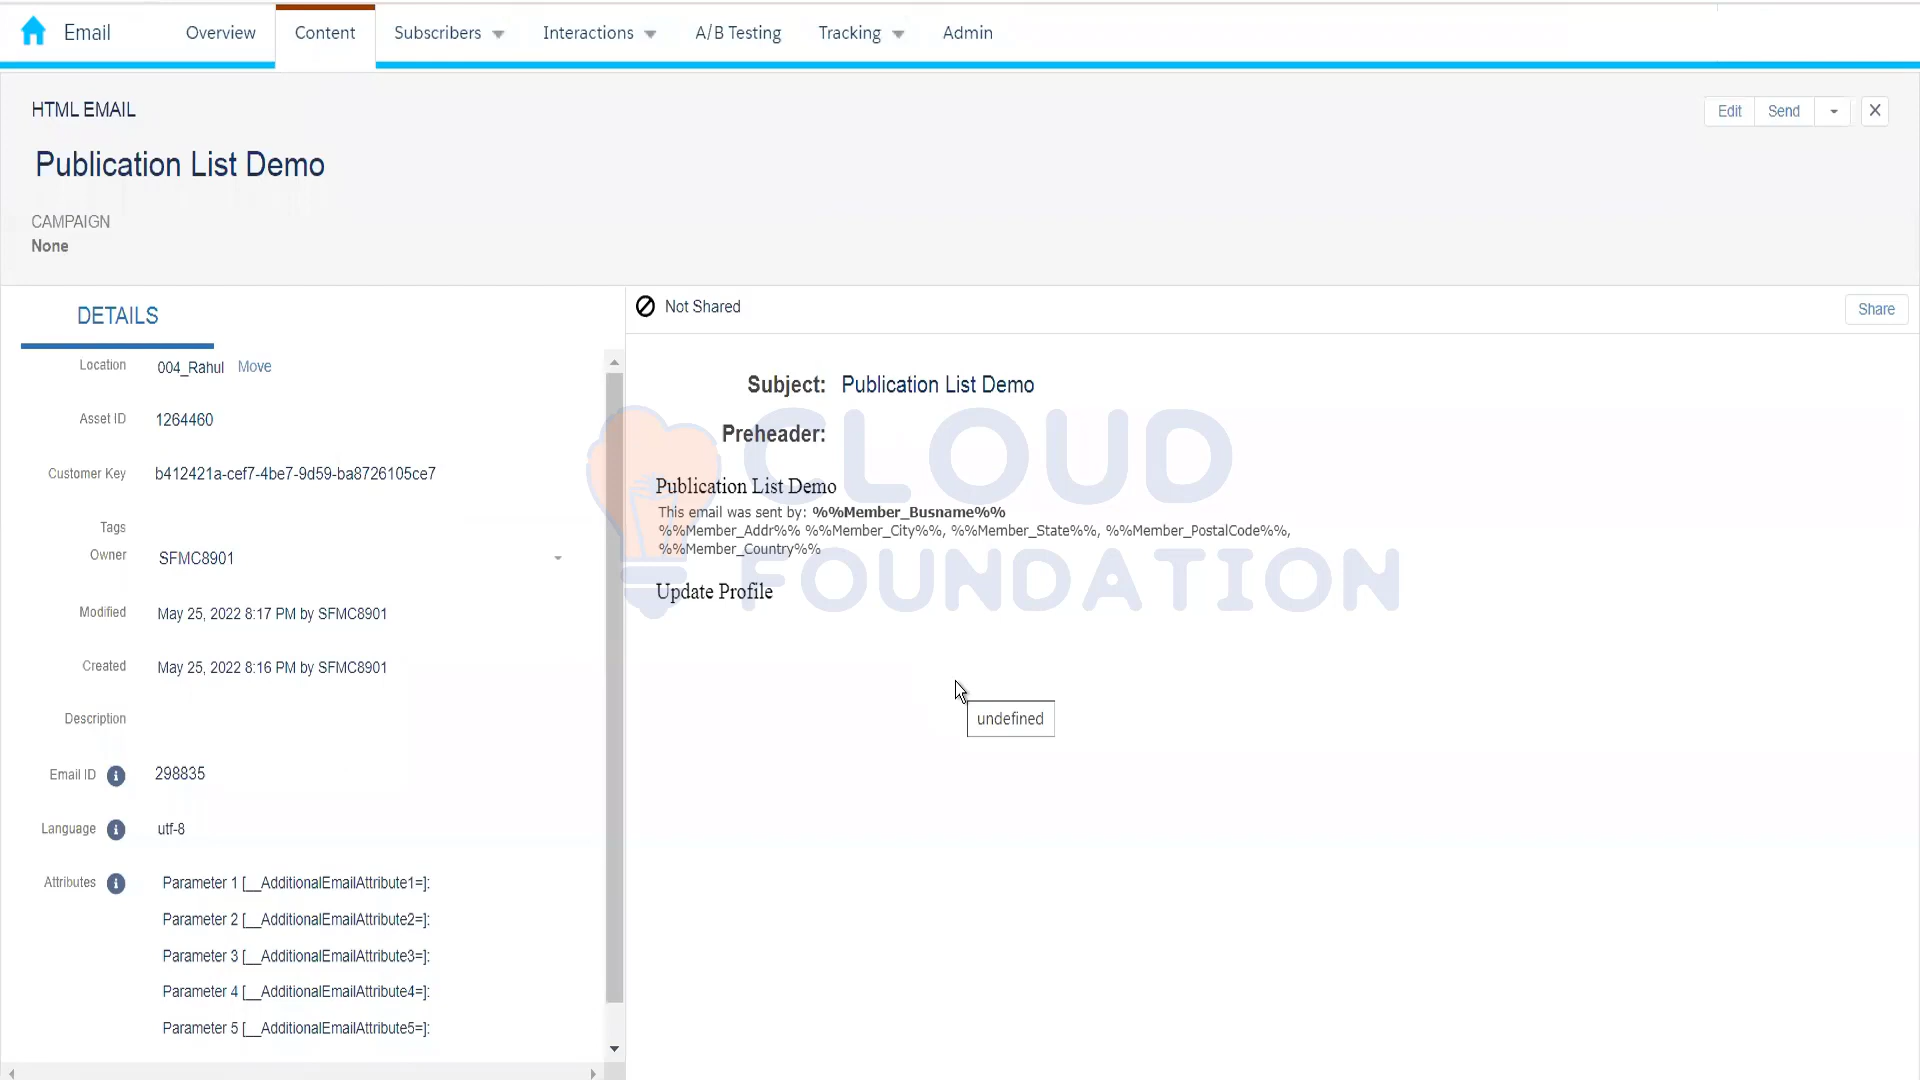 Email
Overview
Content
Subscribers
Interactions
A/B Testing
Tracking
Admin
HTML EMAIL
Edit
Send
Publication List Demo
CAMPAIGN
None
DETAILS
Not Shared
Share
Location 004_Rahul Move
Asset ID 1264460
Customer Key b412421a-cef7-4be7-9d59-ba8726105ce7
Tags
Owner SFMC8901
Modified May 25, 2022 8:17 PM by SFMC8901
Created May 25, 2022 8:16 PM by SFMC8901
Description
Email ID i 298835
Language i utf-8
Attributes i Parameter 1 [__AdditionalEmailAttribute1=]:
Parameter 2 [__AdditionalEmailAttribute2=]:
Parameter 3 [__AdditionalEmailAttribute3=]:
Parameter 4 [__AdditionalEmailAttribute4=]:
Parameter 5 [__AdditionalEmailAttribute5=]:
Subject: Publication List Demo
Preheader:
CLOUD
FOUNDATION
Publication List Demo
This email was sent by: %%Member_Busname%%
%%Member_Addr%% %%Member_City%%, %%Member_State%%, %%Member_PostalCode%%,
%%Member_Country%%
Update Profile
undefined